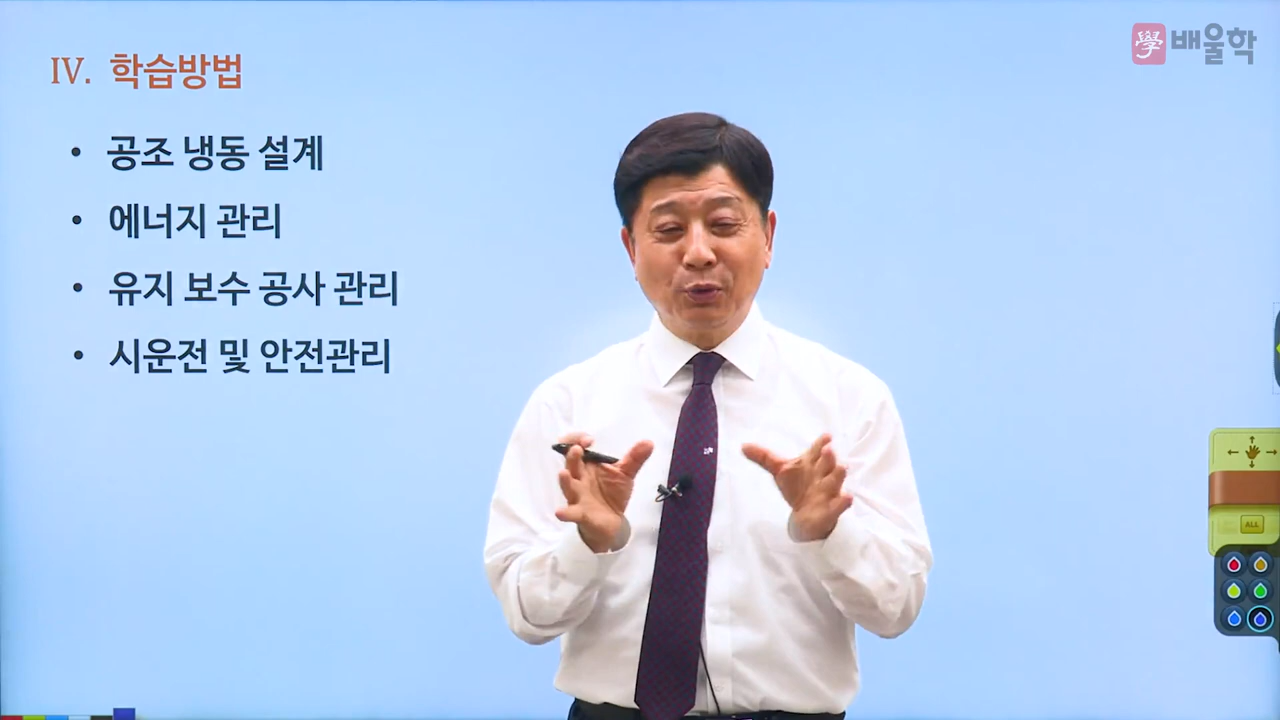 學 배울학
IV. 학습방법
• 공조 냉동 설계
• 에너지 관리
• 유지 보수 공사 관리
• 시운전 및 안전관리
ALL